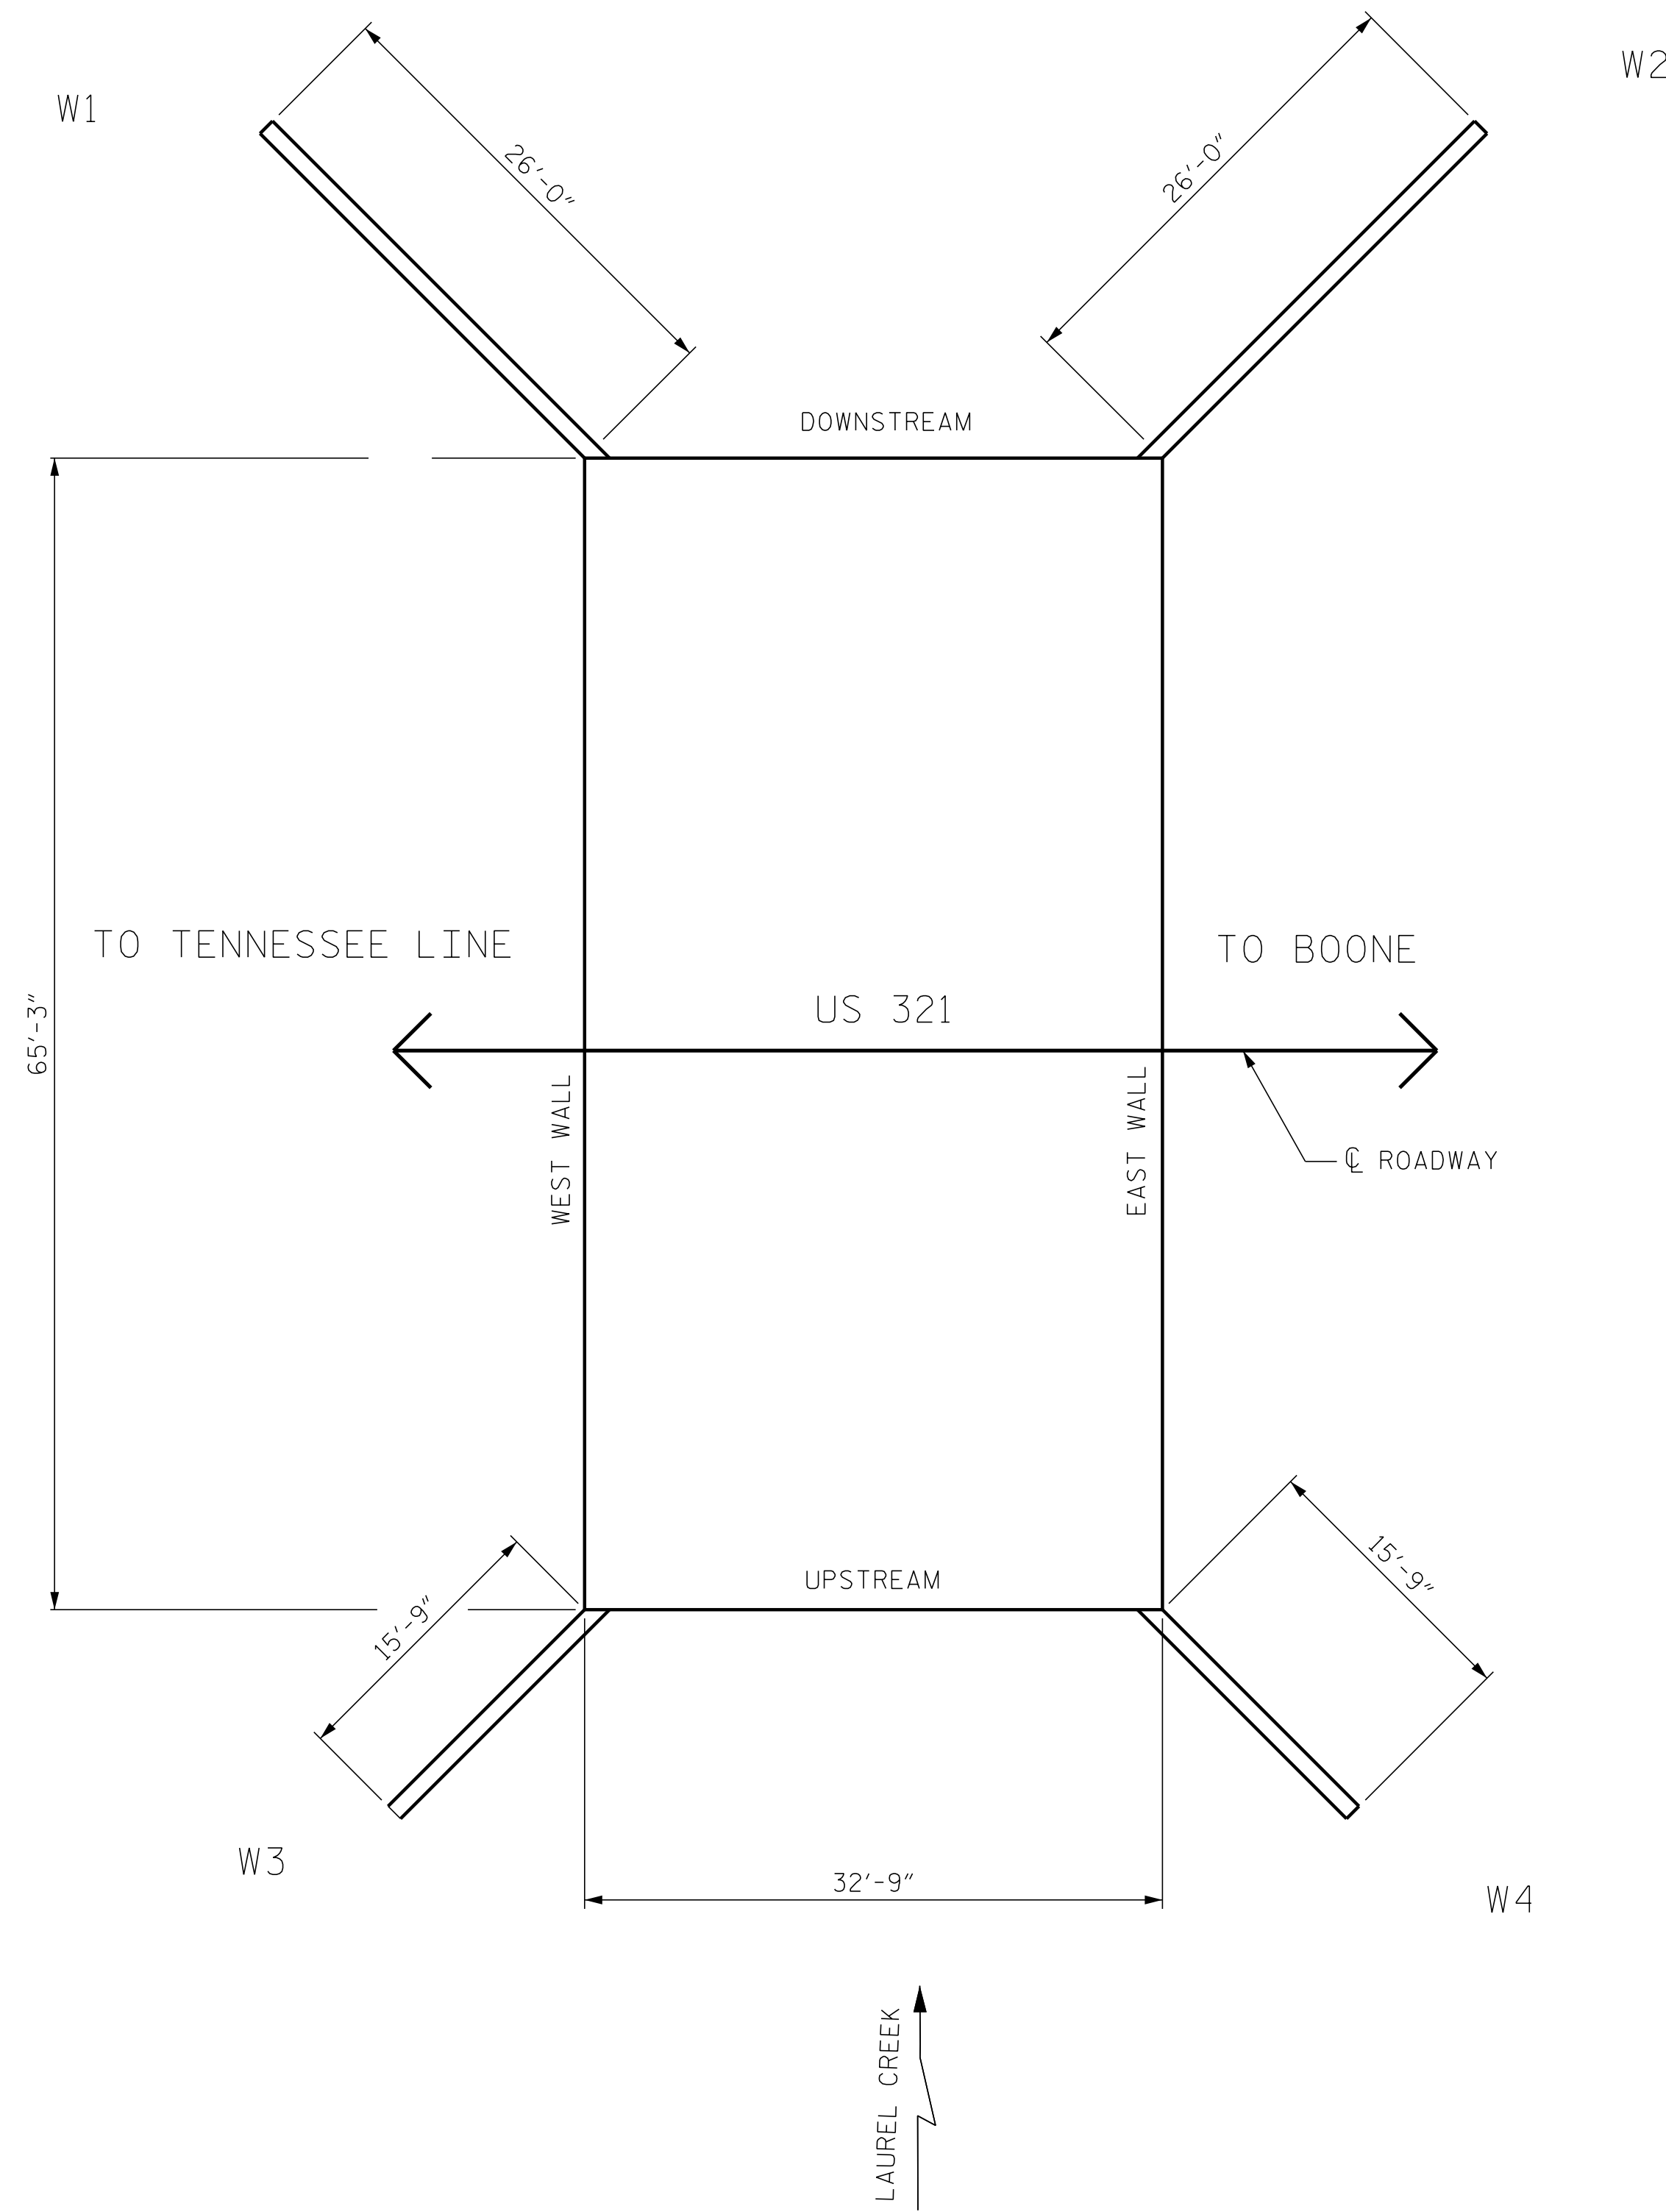 W1
W2
26'-0"
26'-0"
DOWNSTREAM
TO TENNESSEE LINE
TO BOONE
US 321
65'-3"
WEST WALL
EAST WALL
℄ ROADWAY
UPSTREAM
15'-9"
15'-9"
W3
32'-9"
W4
LAUREL CREEK